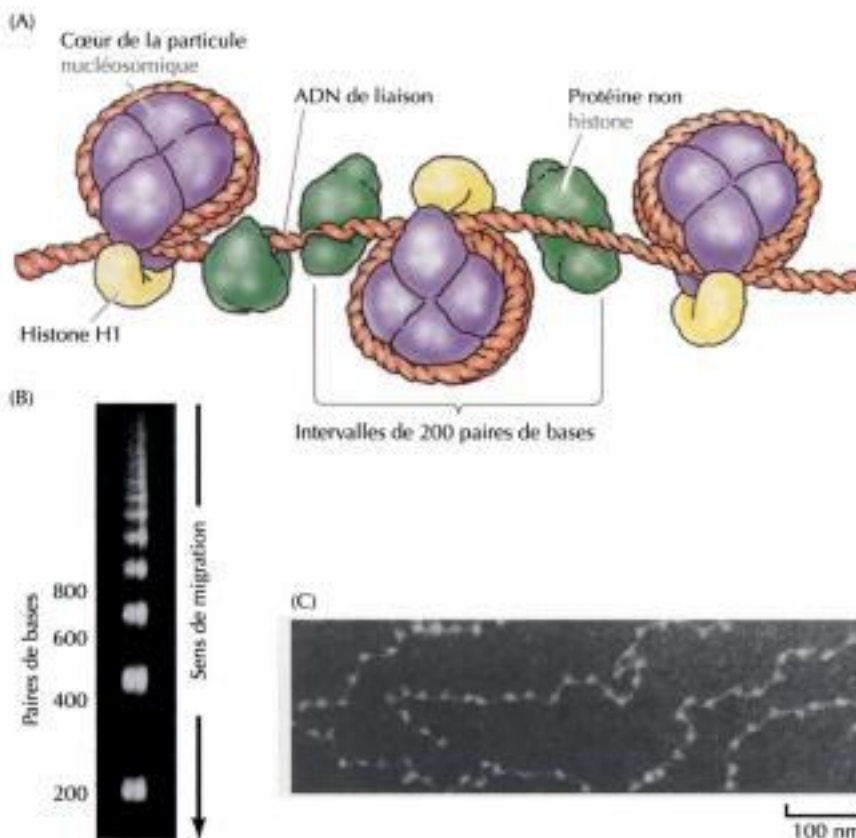 (A)
Cœur de la particule
nucléosomique
ADN de liaison
Protéine non
histone
Histone H1
Intervalles de 200 paires de bases
(B)
Paires de bases
800
600
400
200
Sens de migration
(C)
100 nm